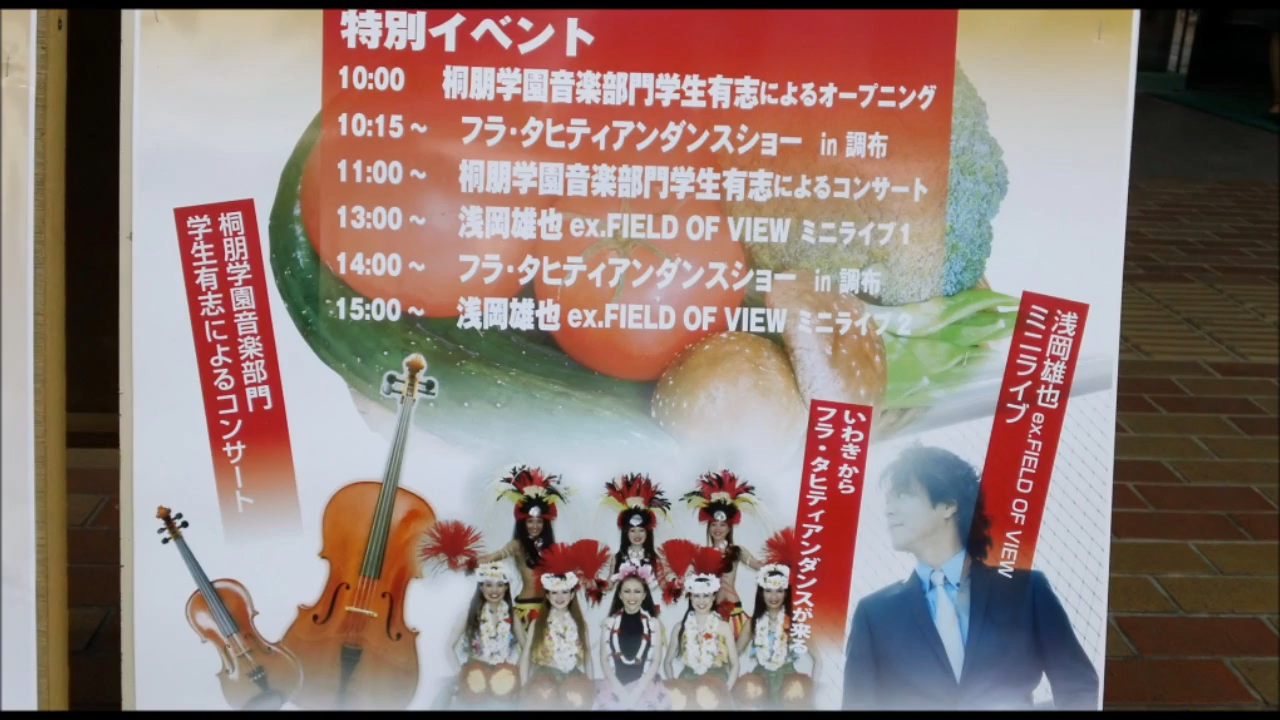 特別イベント
10:00 桐朋学園音楽部門学生有志によるオープニング
10:15～ フラ・タヒティアンダンスショー in 調布
11:00～ 桐朋学園音楽部門学生有志によるコンサート
13:00～ 浅岡雄也 ex.FIELD OF VIEW ミニライブ1
14:00～ フラ・タヒティアンダンスショー in 調布
15:00～ 浅岡雄也 ex.FIELD OF VIEW ミニライブ2
桐朋学園音楽部門
学生有志によるコンサート
いわきから
フラ・タヒティアンダンスが来る
浅岡雄也 ex.FIELD OF VIEW
ミニライブ